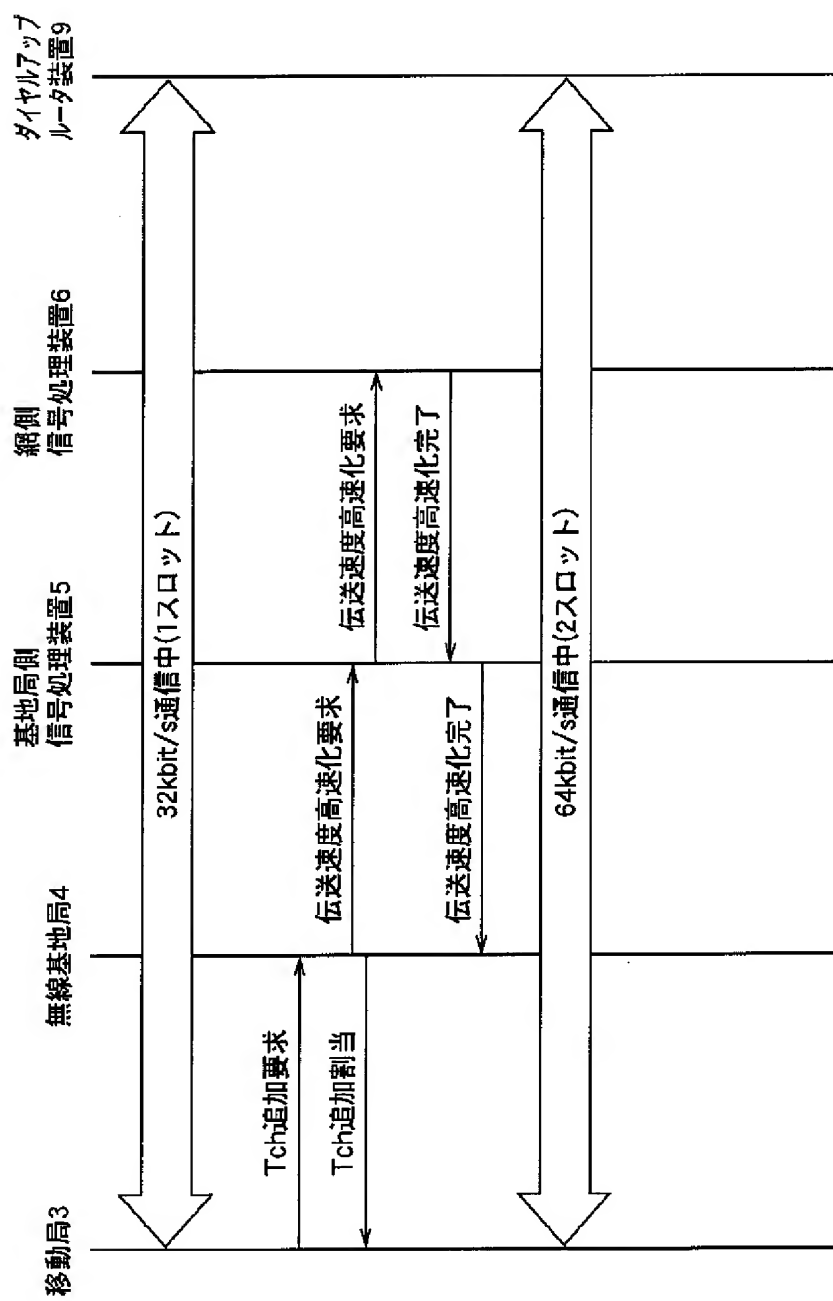 移動局3
無線基地局4
基地局側
信号処理装置5
網側
信号処理装置6
ダイヤルアップ
ルータ装置9
32kbit/s通信中(1スロット)
Tch追加要求
Tch追加割当
伝送速度高速化要求
伝送速度高速化要求
伝送速度高速化完了
伝送速度高速化完了
64kbit/s通信中(2スロット)